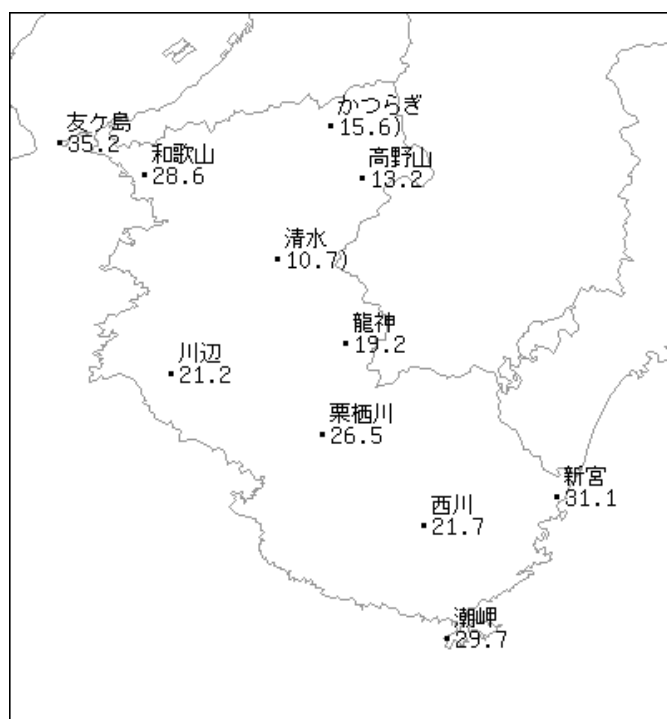 かつらぎ
15.6)
友ケ島
35.2
和歌山
28.6
高野山
13.2
清水
10.7)
龍神
19.2
川辺
21.2
栗栖川
26.5
新宮
31.1
西川
21.7
潮岬
29.7